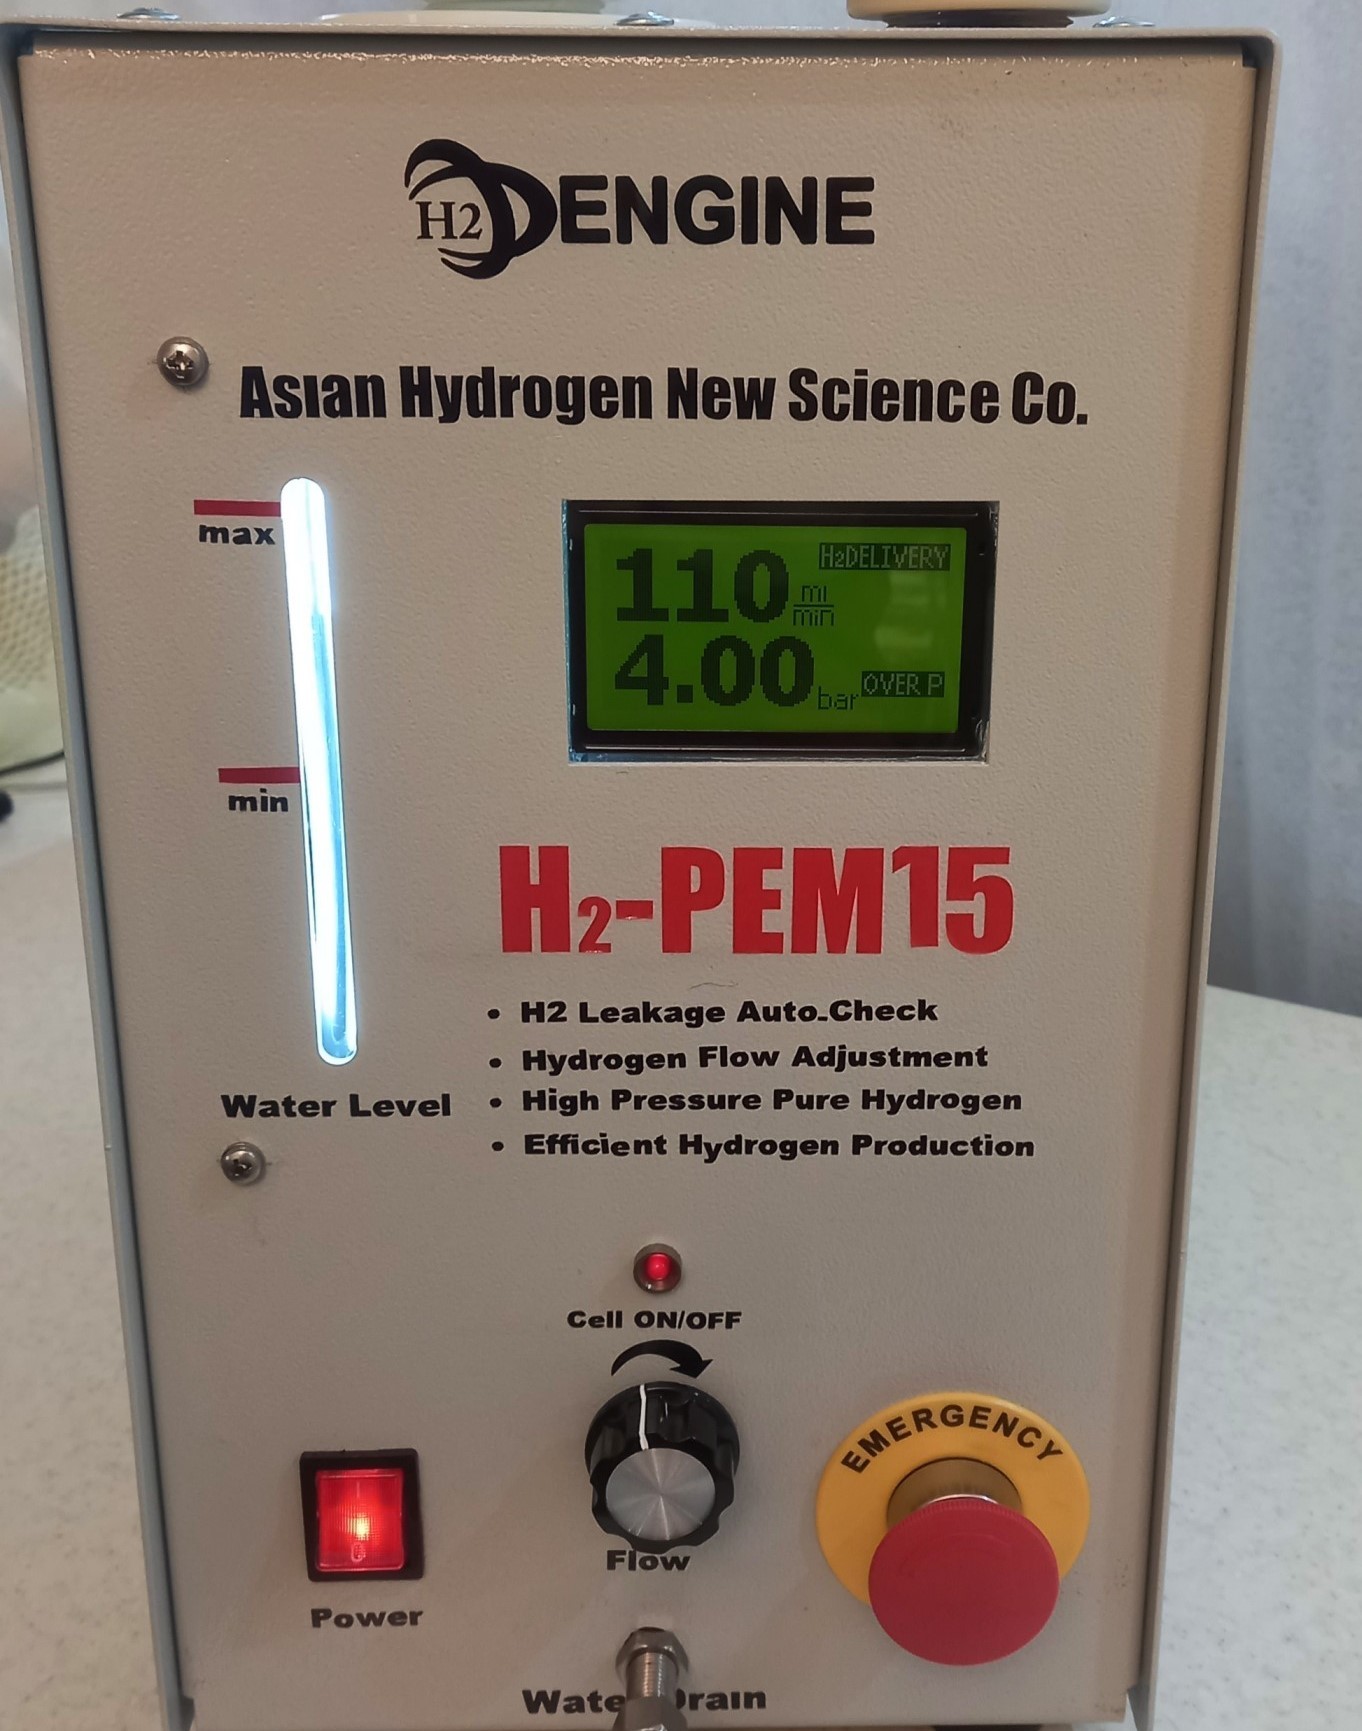 H2 ENGINE
Asian Hydrogen New Science Co.
max
110 ml/min H2DELIVERY
4.00 bar OVER P
min
H2-PEM15
• H2 Leakage Auto-Check
• Hydrogen Flow Adjustment
• High Pressure Pure Hydrogen
• Efficient Hydrogen Production
Water Level
Cell ON/OFF
EMERGENCY
Flow
Power
Water Drain